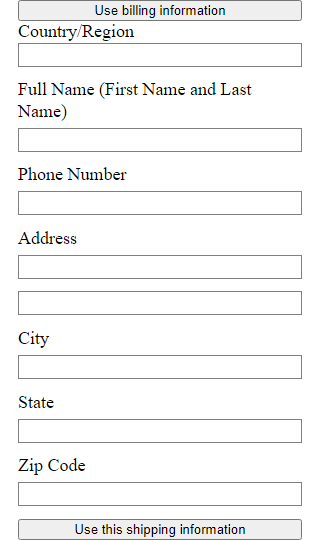 Use billing information
Country/Region
Full Name (First Name and Last
Name)
Phone Number
Address
City
State
Zip Code
Use this shipping information